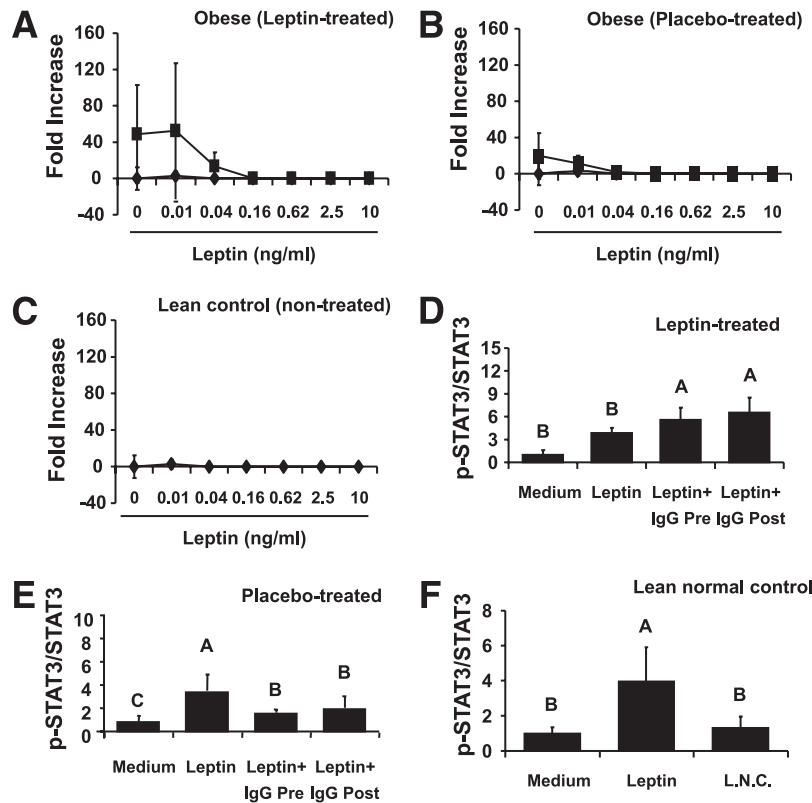 A
Obese (Leptin-treated)
Fold Increase
160
120
80
40
0
−40
0 0.01 0.04 0.16 0.62 2.5 10
Leptin (ng/ml)
B
Obese (Placebo-treated)
Fold Increase
160
120
80
40
0
−40
0 0.01 0.04 0.16 0.62 2.5 10
Leptin (ng/ml)
C
Lean control (non-treated)
Fold Increase
160
120
80
40
0
−40
0 0.01 0.04 0.16 0.62 2.5 10
Leptin (ng/ml)
D
Leptin-treated
p-STAT3/STAT3
15
12
9
6
3
0
B B A A
Medium Leptin Leptin+ Leptin+
IgG Pre IgG Post
E
Placebo-treated
p-STAT3/STAT3
10
8
6
4
2
0
C A B B
Medium Leptin Leptin+ Leptin+
IgG Pre IgG Post
F
Lean normal control
p-STAT3/STAT3
8
6
4
2
0
B A B
Medium Leptin L.N.C.